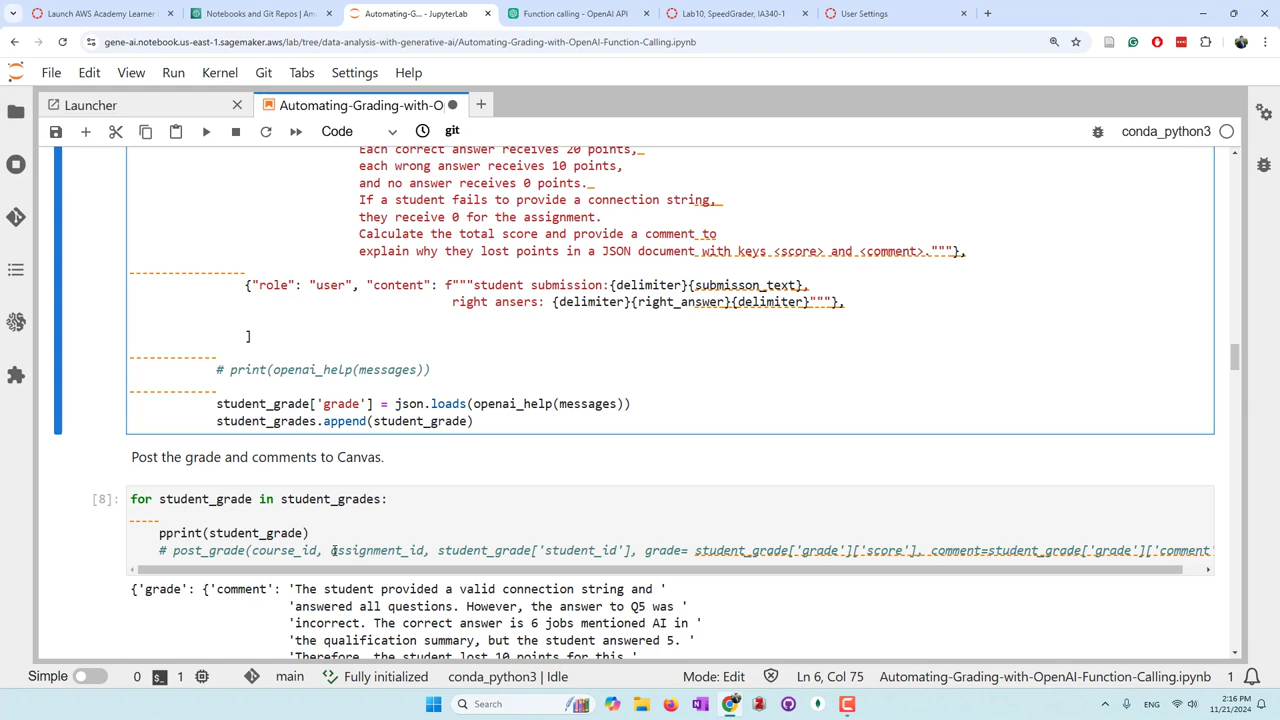 Launch AWS Academy Learner
Notebooks and Git Repos | Am
Automating-G... - JupyterLab
Function calling - OpenAI API
Lab10, SpeedGrader, IA340-1
User Settings
gene-ai.notebook.us-east-1.sagemaker.aws/lab/tree/data-analysis-with-generative-ai/Automating-Grading-with-OpenAI-Function-Calling.ipynb
File Edit View Run Kernel Git Tabs Settings Help
Launcher
Automating-Grading-with-O
Code
git
conda_python3
Each correct answer receives 20 points,
each wrong answer receives 10 points,
and no answer receives 0 points.
If a student fails to provide a connection string,
they receive 0 for the assignment.
Calculate the total score and provide a comment to
explain why they lost points in a JSON document with keys <score> and <comment>."""},
{"role": "user", "content": f"""student submission:{delimiter}{submisson_text},
right ansers: {delimiter}{right_answer}{delimiter}"""},
]
# print(openai_help(messages))
student_grade['grade'] = json.loads(openai_help(messages))
student_grades.append(student_grade)
Post the grade and comments to Canvas.
[8]: for student_grade in student_grades:
pprint(student_grade)
# post_grade(course_id, assignment_id, student_grade['student_id'], grade= student_grade['grade']['score'], comment=student_grade['grade']['comment'
{'grade': {'comment': 'The student provided a valid connection string and '
'answered all questions. However, the answer to Q5 was '
'incorrect. The correct answer is 6 jobs mentioned AI in '
'the qualification summary, but the student answered 5. '
'Therefore, the student lost 10 points for this '
Simple 0 1 main Fully initialized conda_python3 | Idle Mode: Edit Ln 6, Col 75 Automating-Grading-with-OpenAI-Function-Calling.ipynb 1
Search
ENG
2:16 PM
11/21/2024